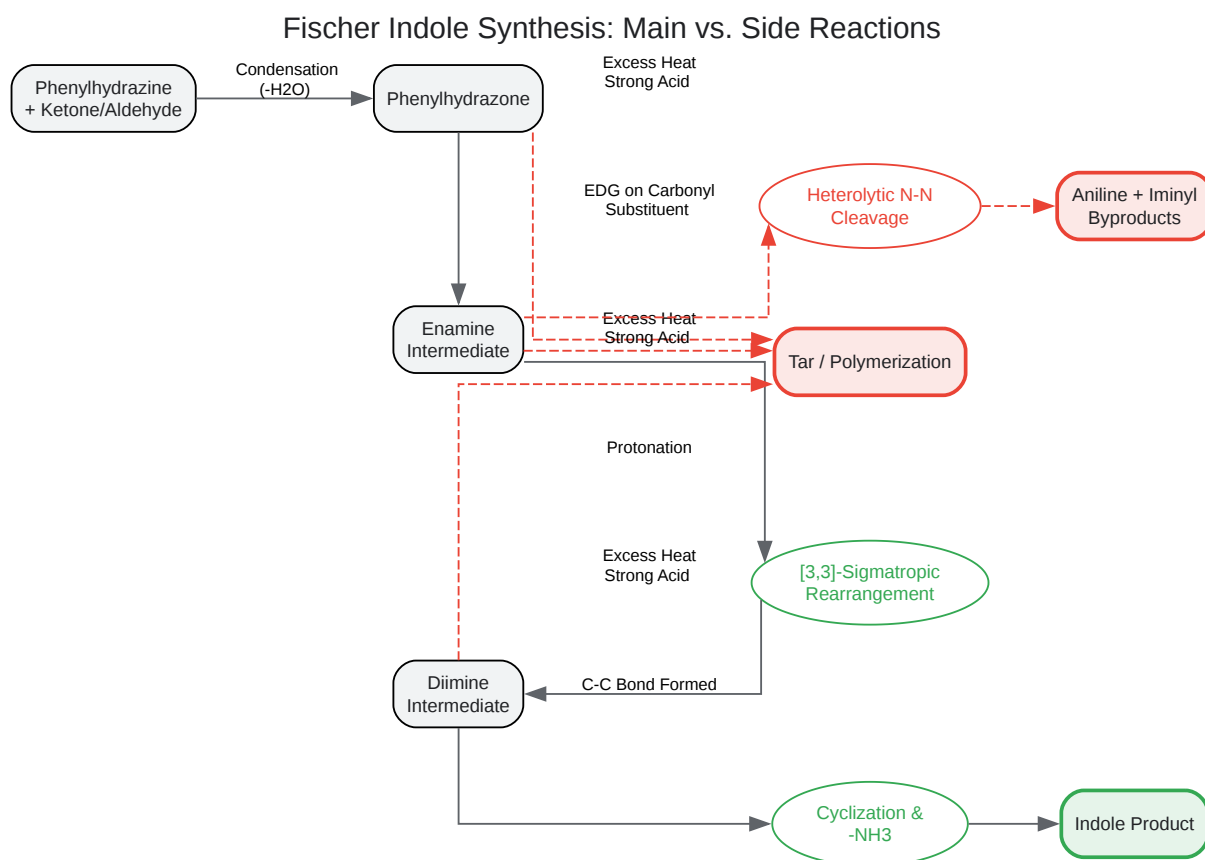 Fischer Indole Synthesis: Main vs. Side Reactions
Phenylhydrazine
+ Ketone/Aldehyde
Condensation
(-H2O)
Phenylhydrazone
Excess Heat
Strong Acid
EDG on Carbonyl
Substituent
Heterolytic N-N
Cleavage
Aniline + Iminyl
Byproducts
Enamine
Intermediate
Excess Heat
Strong Acid
Tar / Polymerization
Protonation
Excess Heat
Strong Acid
[3,3]-Sigmatropic
Rearrangement
Diimine
Intermediate
C-C Bond Formed
Cyclization &
-NH3
Indole Product